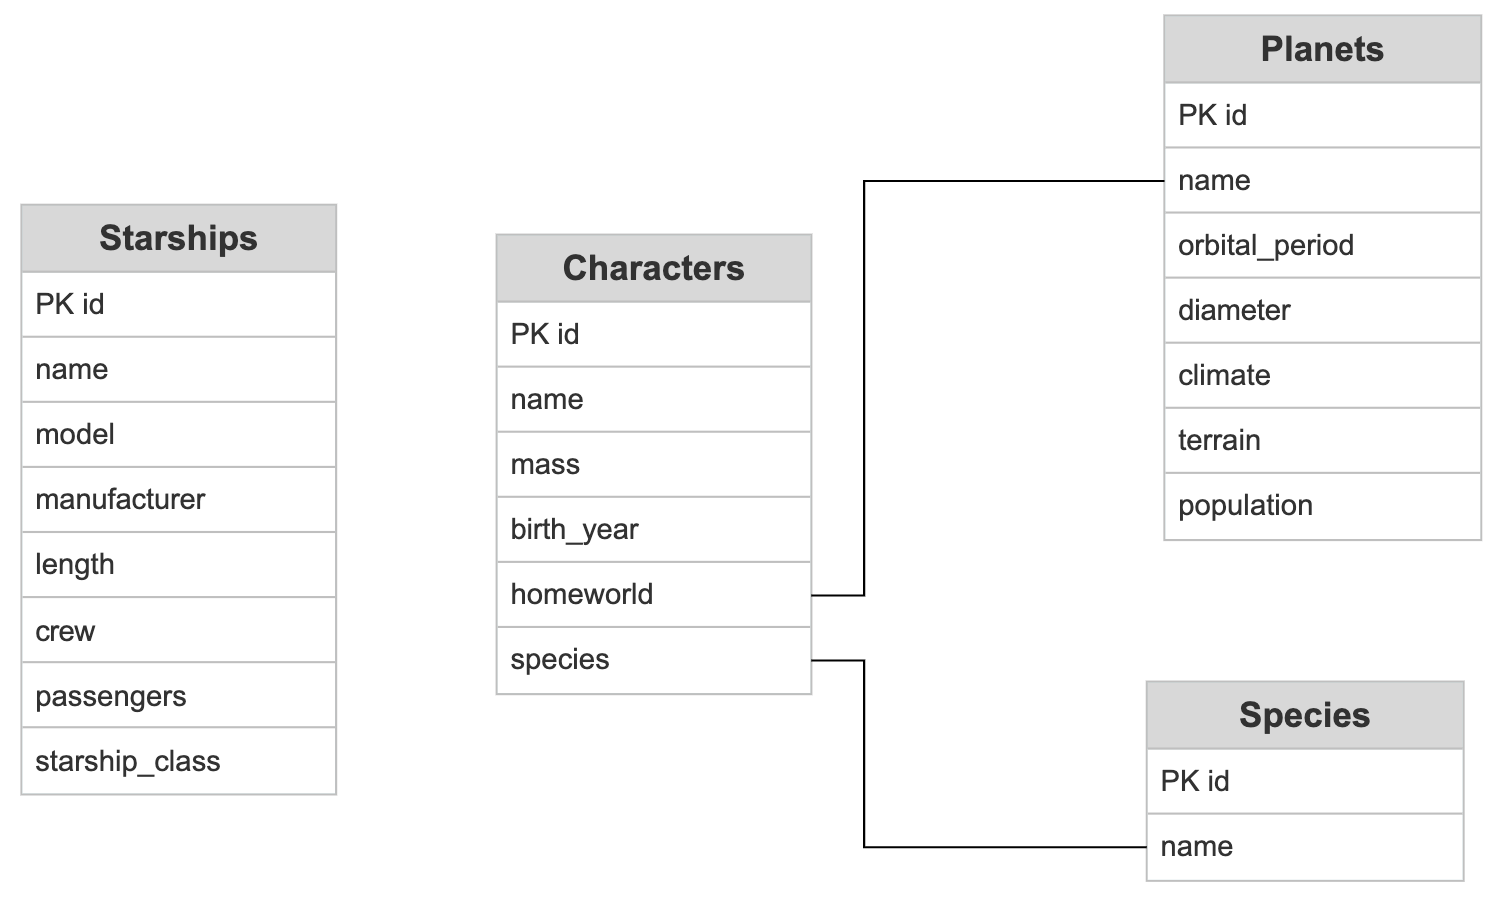 Starships
PK id
name
model
manufacturer
length
crew
passengers
starship_class
Characters
PK id
name
mass
birth_year
homeworld
species
Planets
PK id
name
orbital_period
diameter
climate
terrain
population
Species
PK id
name